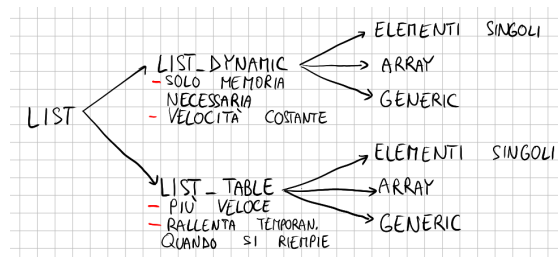 LIST
LIST_DYNAMIC
- SOLO MEMORIA
NECESSARIA
- VELOCITÀ COSTANTE
ELEMENTI SINGOLI
ARRAY
GENERIC
LIST_TABLE
- PIÙ VELOCE
- RALLENTA TEMPORAN.
QUANDO SI RIEMPIE
ELEMENTI SINGOLI
ARRAY
GENERIC